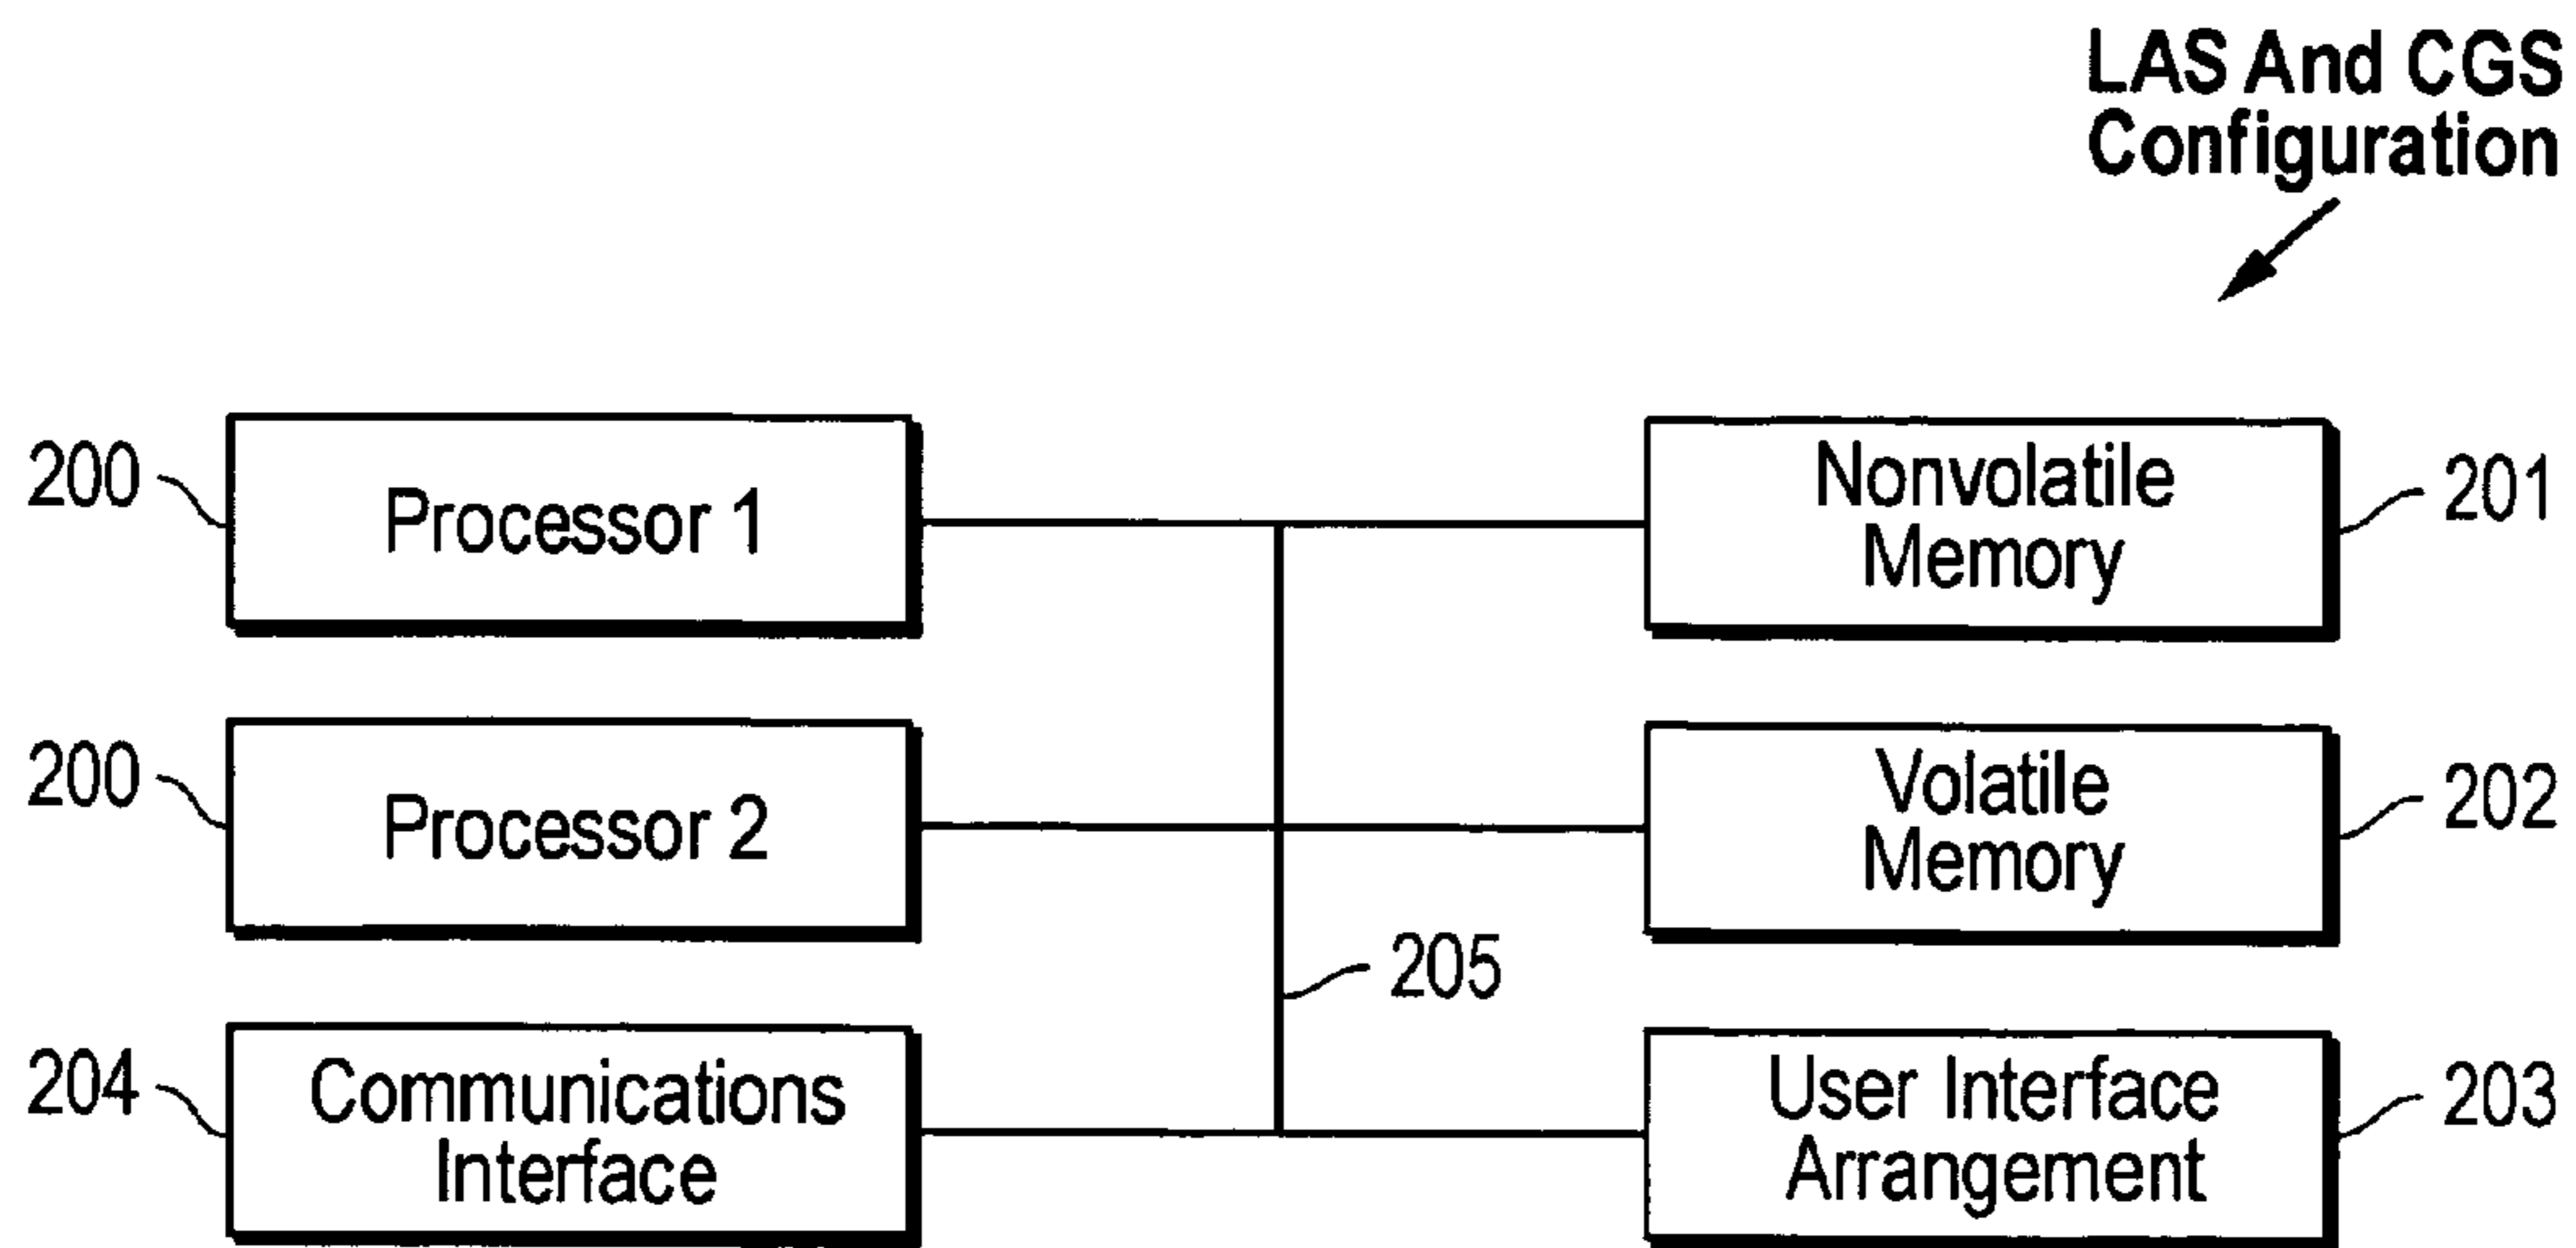 LAS And CGS
Configuration
200
Processor 1
Nonvolatile
Memory
201
200
Processor 2
Volatile
Memory
202
205
204
Communications
Interface
User Interface
Arrangement
203